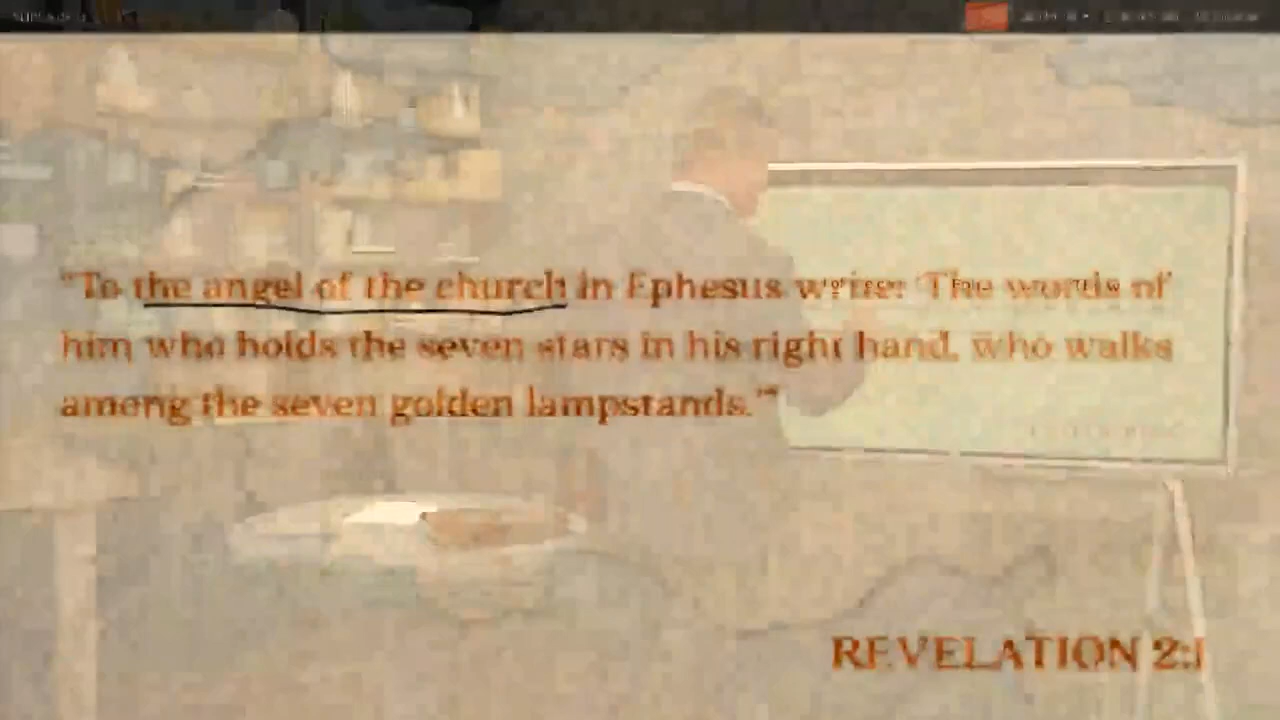 "To the angel of the church in Ephesus write: 'The words of
him who holds the seven stars in his right hand, who walks
among the seven golden lampstands.'"
REVELATION 2:1